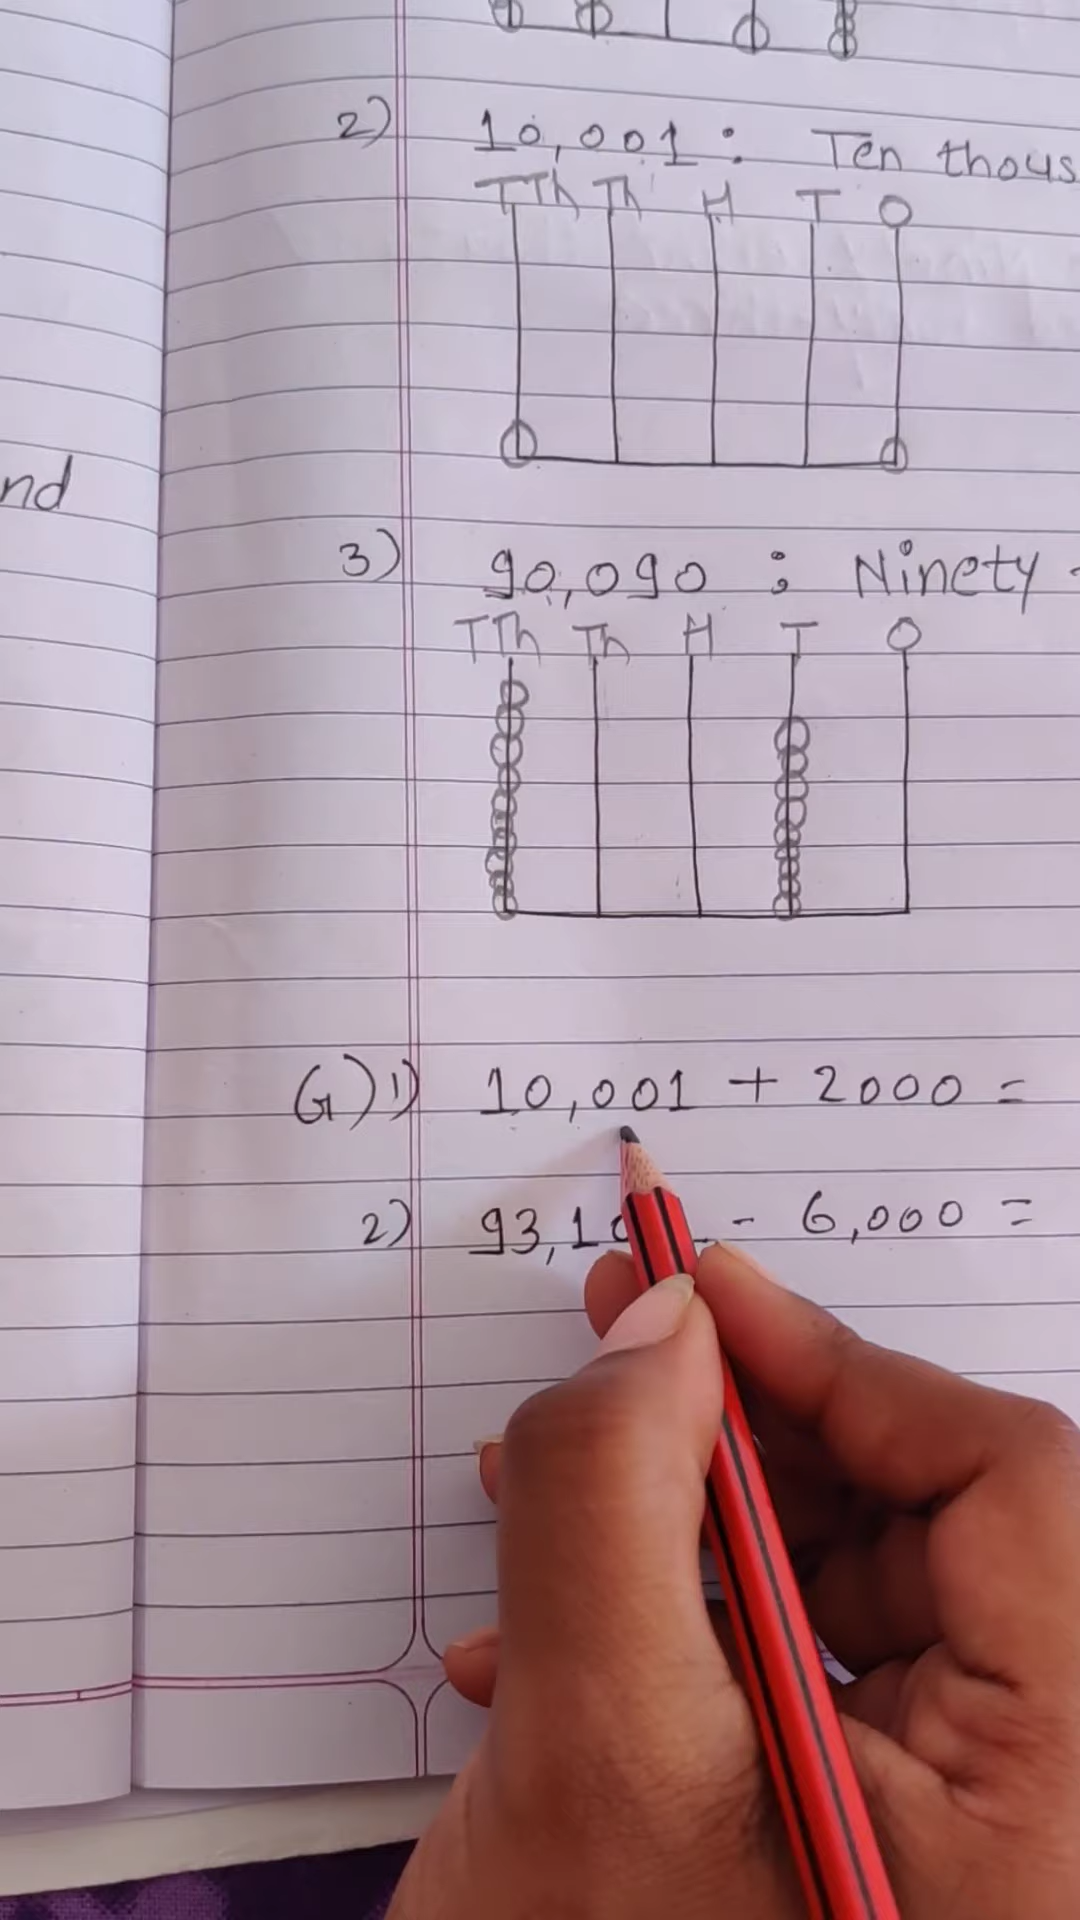 nd
2) 10,001 : Ten thous
TTh Th H T O
3) 90,090 : Ninety
TTh Th H T O
G) 1) 10,001 + 2000 =
2) 93,1 - 6,000 =